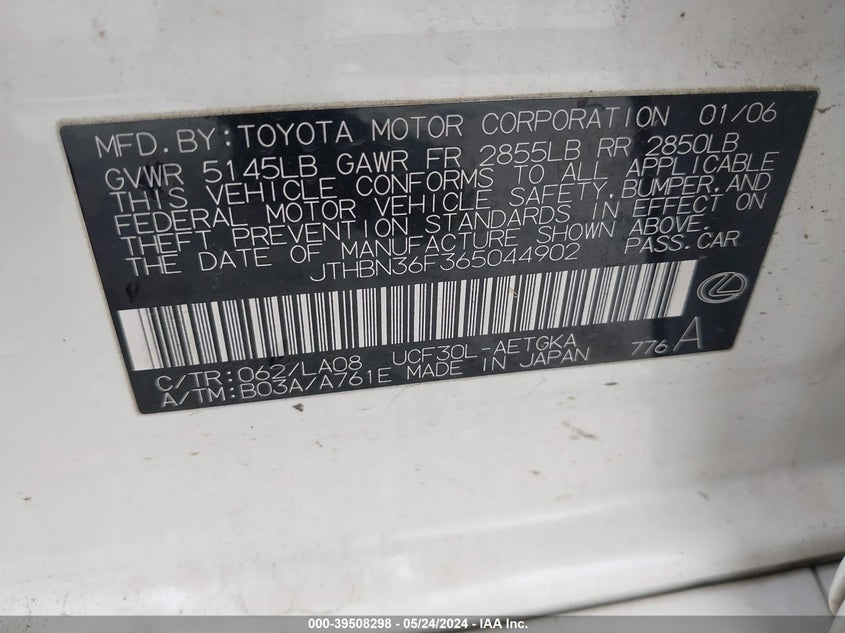 MFD.BY:TOYOTA MOTOR CORPORATION 01/06
GVWR 5145LB GAWR FR 2855LB RR 2850LB
THIS VEHICLE CONFORMS TO ALL APPLICABLE
FEDERAL MOTOR VEHICLE SAFETY,BUMPER,AND
THEFT PREVENTION STANDARDS IN EFFECT ON
THE DATE OF MANUFACTURE SHOWN ABOVE.
JTHBN36F365044902 PASS.CAR
C/TR:062/LA08 UCF30L-AETGKA 776 A
A/TM:B03A/A761E MADE IN JAPAN
000-39508298 - 05/24/2024 - IAA Inc.